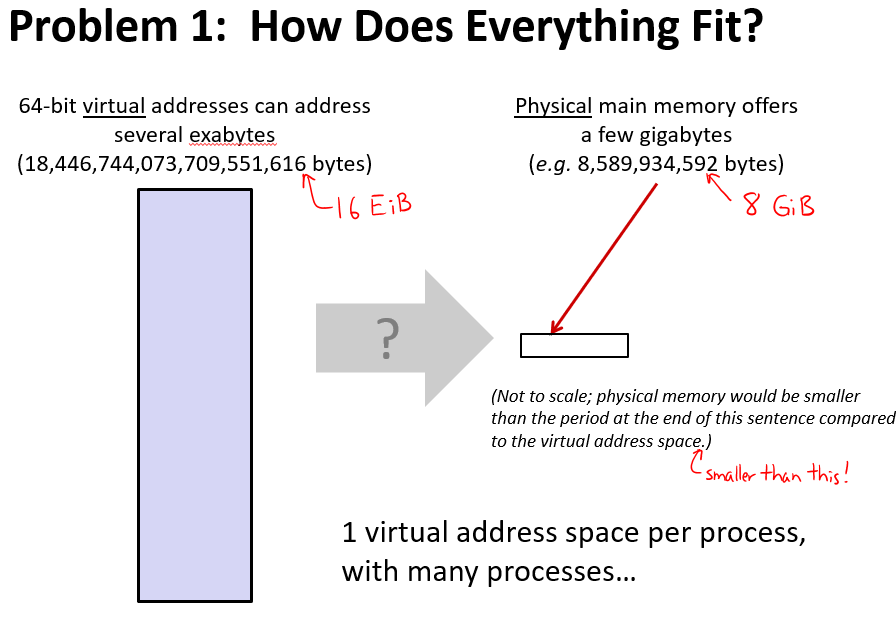 Problem 1: How Does Everything Fit?
64-bit virtual addresses can address
several exabytes
(18,446,744,073,709,551,616 bytes)
16 EiB
Physical main memory offers
a few gigabytes
(e.g. 8,589,934,592 bytes)
8 GiB
?
(Not to scale; physical memory would be smaller
than the period at the end of this sentence compared
to the virtual address space.)
smaller than this!
1 virtual address space per process,
with many processes…